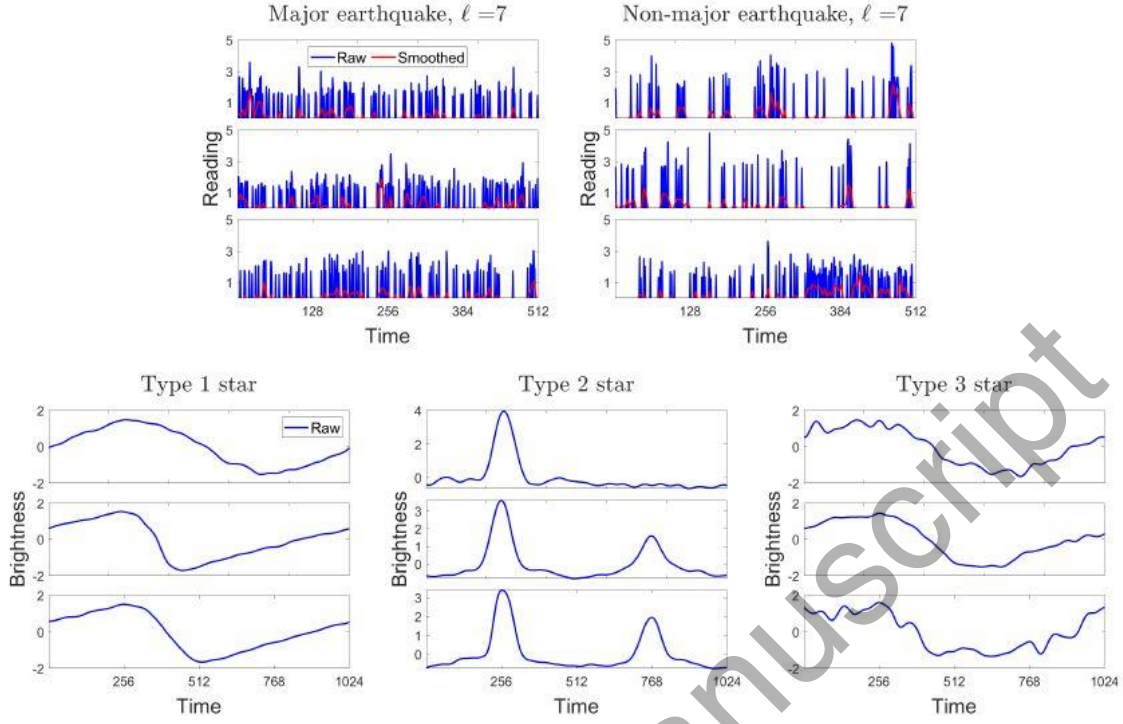 Major earthquake, ℓ =7
Non-major earthquake, ℓ =7
Raw Smoothed
5
3
1
5
3
1
5
3
1
Reading
128 256 384 512
Time
5
3
1
5
3
1
5
3
1
Reading
128 256 384 512
Time
Type 1 star
Type 2 star
Type 3 star
Raw
2
0
-2
2
0
-2
2
0
-2
Brightness
256 512 768 1024
Time
4
2
0
3
2
1
0
3
2
1
0
Brightness
256 512 768 1024
Time
2
0
-2
2
0
-2
2
0
-2
Brightness
256 512 768 1024
Time
nuscript